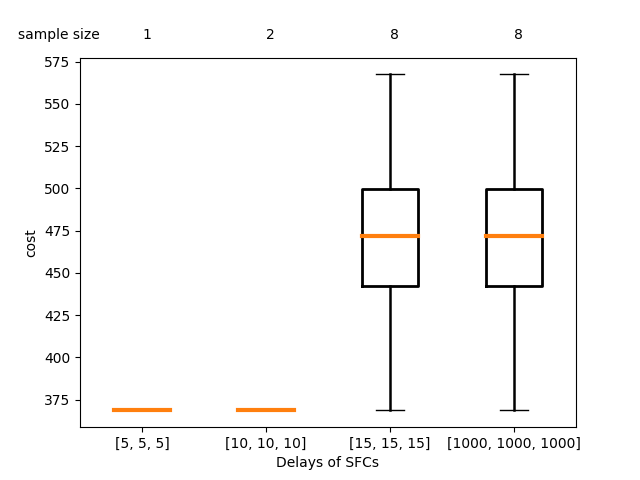 sample size 1 2 8 8
575
550
525
500
475
450
425
400
375
cost
[5, 5, 5] [10, 10, 10] [15, 15, 15] [1000, 1000, 1000]
Delays of SFCs